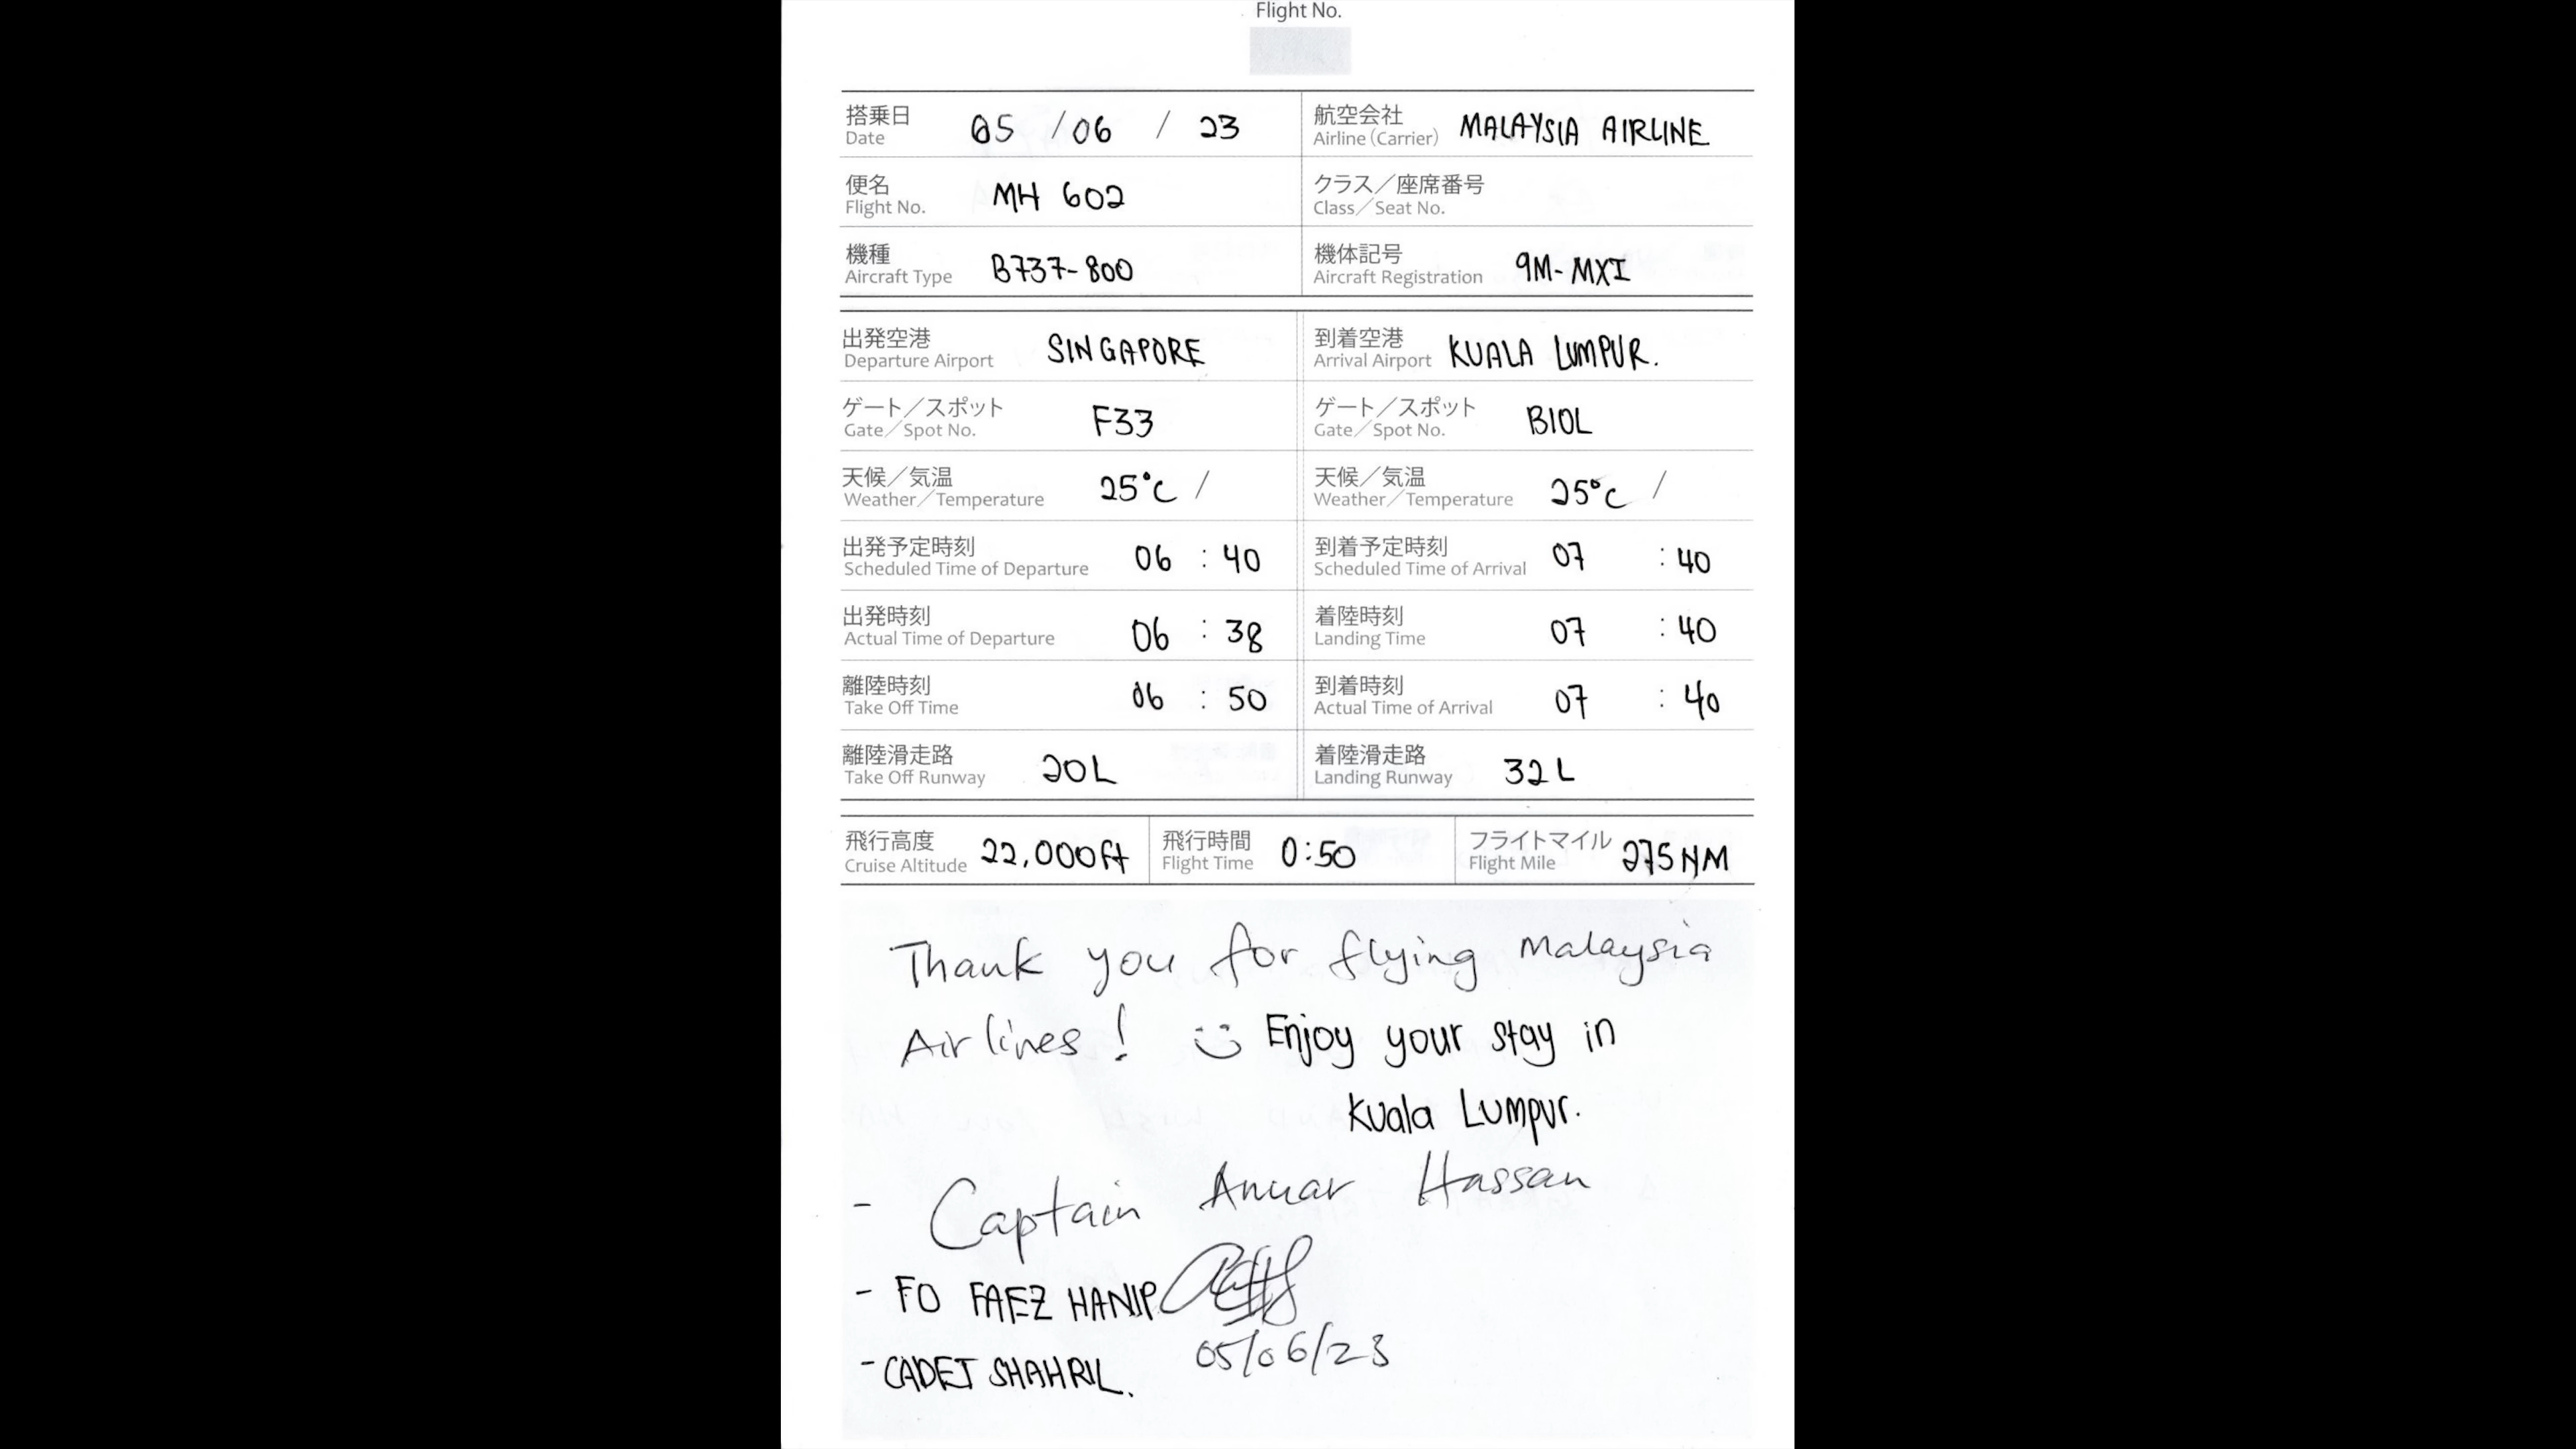 Flight No.
搭乗日 Date 05 / 06 / 23 航空会社 Airline (Carrier) MALAYSIA AIRLINE
便名 Flight No. MH 602 クラス／座席番号 Class／Seat No.
機種 Aircraft Type B737-800 機体記号 Aircraft Registration 9M-MXI
出発空港 Departure Airport SINGAPORE 到着空港 Arrival Airport KUALA LUMPUR.
ゲート／スポット Gate／Spot No. F33 ゲート／スポット Gate／Spot No. B10L
天候／気温 Weather／Temperature 25°C / 天候／気温 Weather／Temperature 25°C /
出発予定時刻 Scheduled Time of Departure 06 : 40 到着予定時刻 Scheduled Time of Arrival 07 : 40
出発時刻 Actual Time of Departure 06 : 38 着陸時刻 Landing Time 07 : 40
離陸時刻 Take Off Time 06 : 50 到着時刻 Actual Time of Arrival 07 : 40
離陸滑走路 Take Off Runway 20L 着陸滑走路 Landing Runway 32L
飛行高度 Cruise Altitude 22,000ft 飛行時間 Flight Time 0:50 フライトマイル Flight Mile 275NM
Thank you for flying Malaysia
Airlines! Enjoy your stay in
Kuala Lumpur.
- Captain Anuar Hassan
- FO FAEZ HANIP
05/06/23
- CADET SHAHRIL.